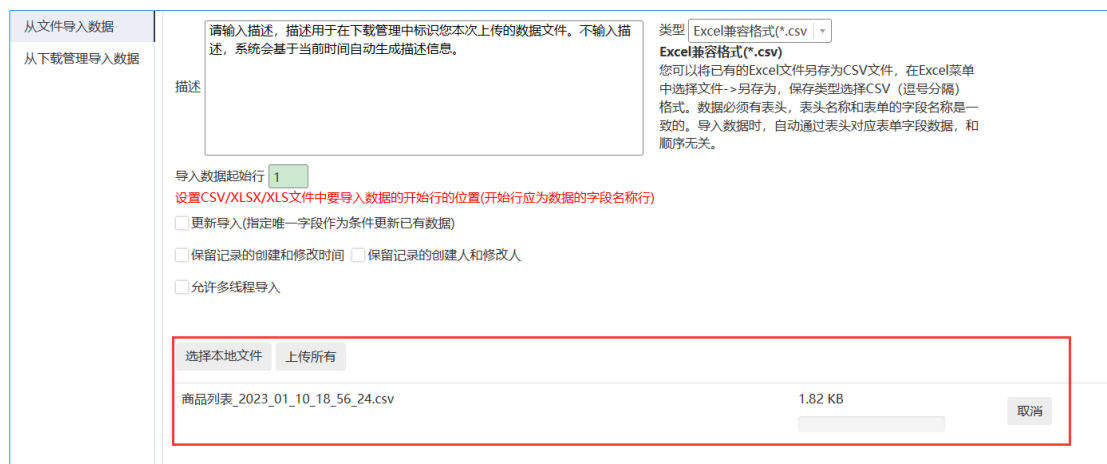 从文件导入数据
从下载管理导入数据
描述
请输入描述，描述用于在下载管理中标识您本次上传的数据文件。不输入描
述，系统会基于当前时间自动生成描述信息。
类型 Excel兼容格式(*.csv
Excel兼容格式(*.csv)
您可以将已有的Excel文件另存为CSV文件，在Excel菜单
中选择文件->另存为，保存类型选择CSV（逗号分隔）
格式。数据必须有表头，表头名称和表单的字段名称是一
致的。导入数据时，自动通过表头对应表单字段数据，和
顺序无关。
导入数据起始行 1
设置CSV/XLSX/XLS文件中要导入数据的开始行的位置(开始行应为数据的字段名称行)
更新导入(指定唯一字段作为条件更新已有数据)
保留记录的创建和修改时间 保留记录的创建人和修改人
允许多线程导入
选择本地文件 上传所有
商品列表_2023_01_10_18_56_24.csv 1.82 KB 取消